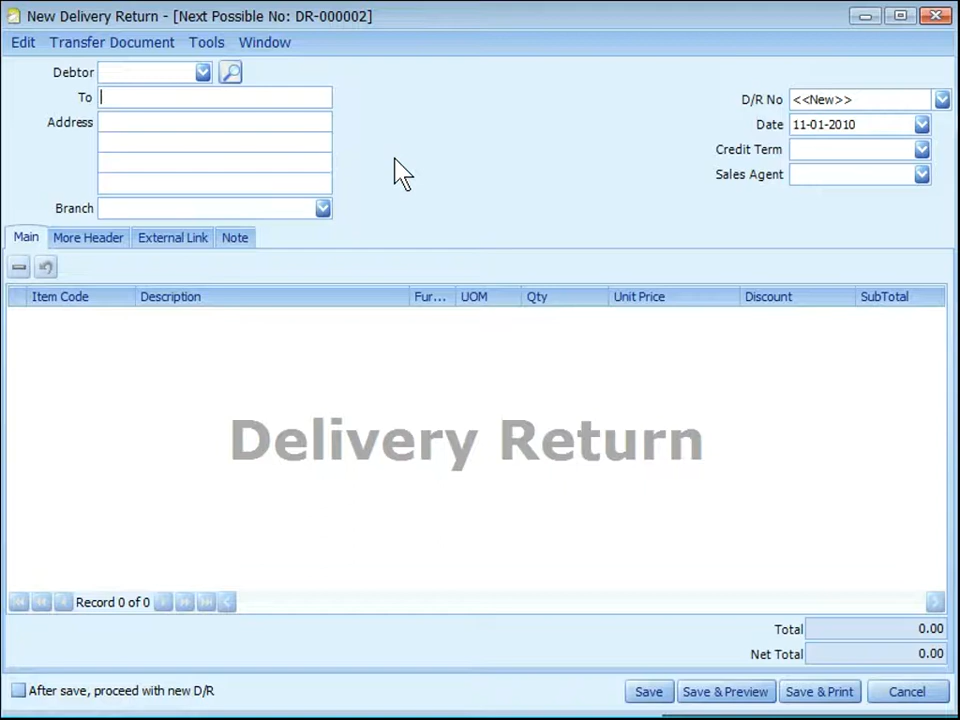 New Delivery Return - [Next Possible No: DR-000002]
Edit Transfer Document Tools Window
Debtor
To
Address
Branch
D/R No <<New>>
Date 11-01-2010
Credit Term
Sales Agent
Main More Header External Link Note
Item Code Description Fur... UOM Qty Unit Price Discount SubTotal
Delivery Return
Record 0 of 0
Total 0.00
Net Total 0.00
After save, proceed with new D/R
Save Save & Preview Save & Print Cancel